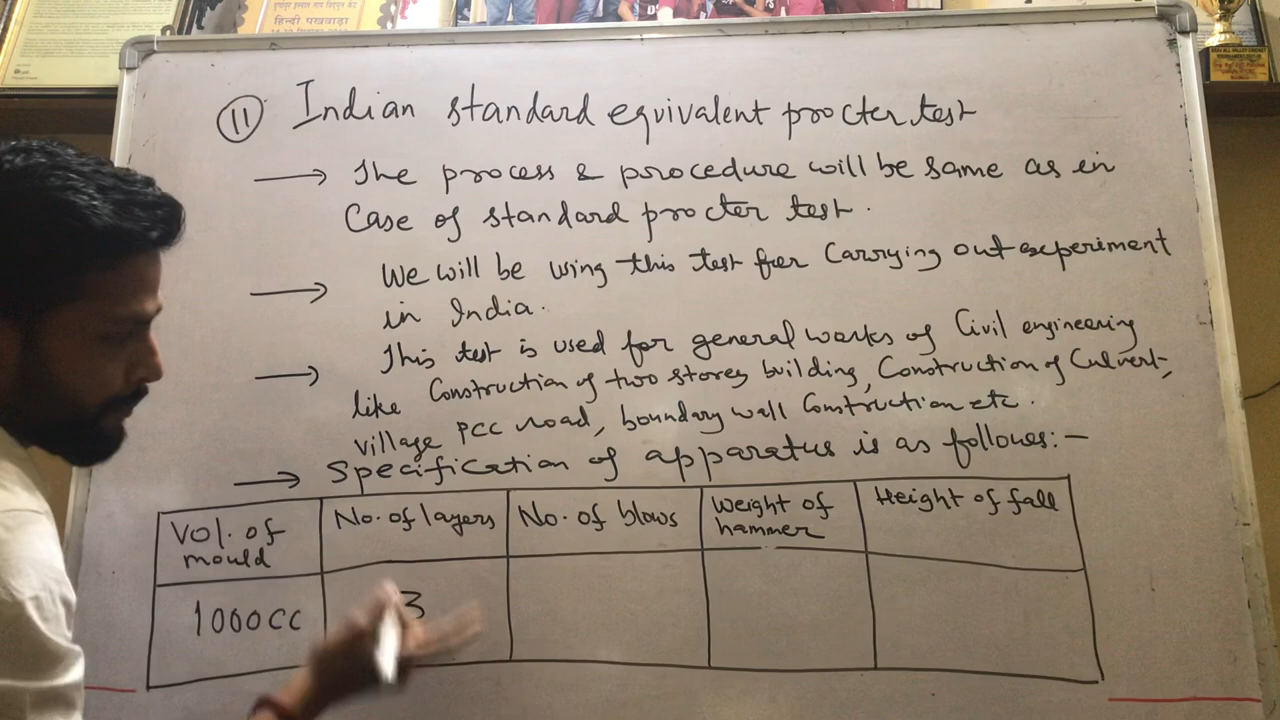 हिन्दी पखवाड़ा
11 Indian standard equivalent procter test
→ The process & procedure will be same as in
Case of standard procter test.
→ We will be using this test for Carrying out experiment
in India.
→ This test is used for general works of Civil engineering
like Construction of two storey building, Construction of Culvert,
village PCC road, boundary wall Construction etc.
→ Specification of apparatus is as follows:-
Vol. of mould | No. of layers | No. of blows | Weight of hammer | Height of fall
1000CC | 3